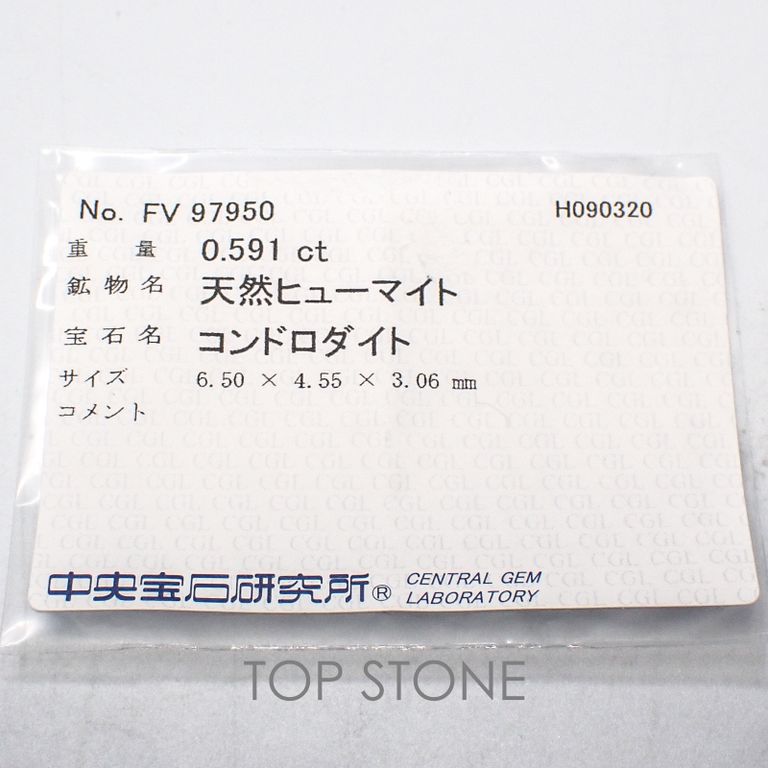 No. FV 97950 H090320
重量 0.591 ct
鉱物名 天然ヒューマイト
宝石名 コンドロダイト
サイズ 6.50 × 4.55 × 3.06 mm
コメント
中央宝石研究所® CENTRAL GEM
LABORATORY
TOP STONE